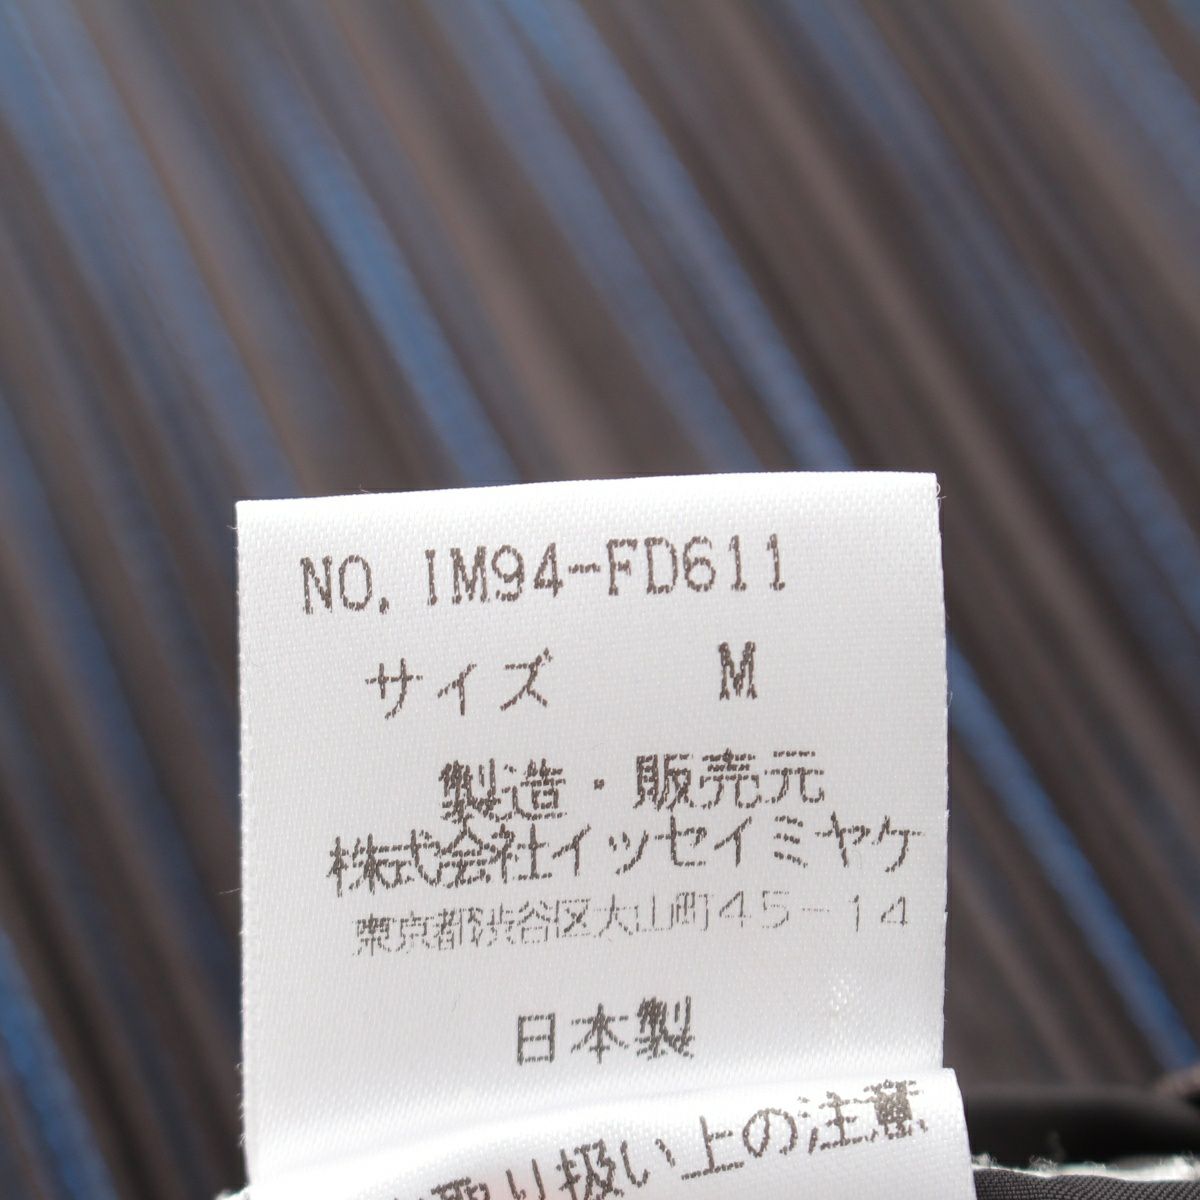 NO. IM94-FD611
サイズ M
製造・販売元
株式会社イッセイミヤケ
東京都渋谷区大山町45-14
日本製
取り扱い上の注意